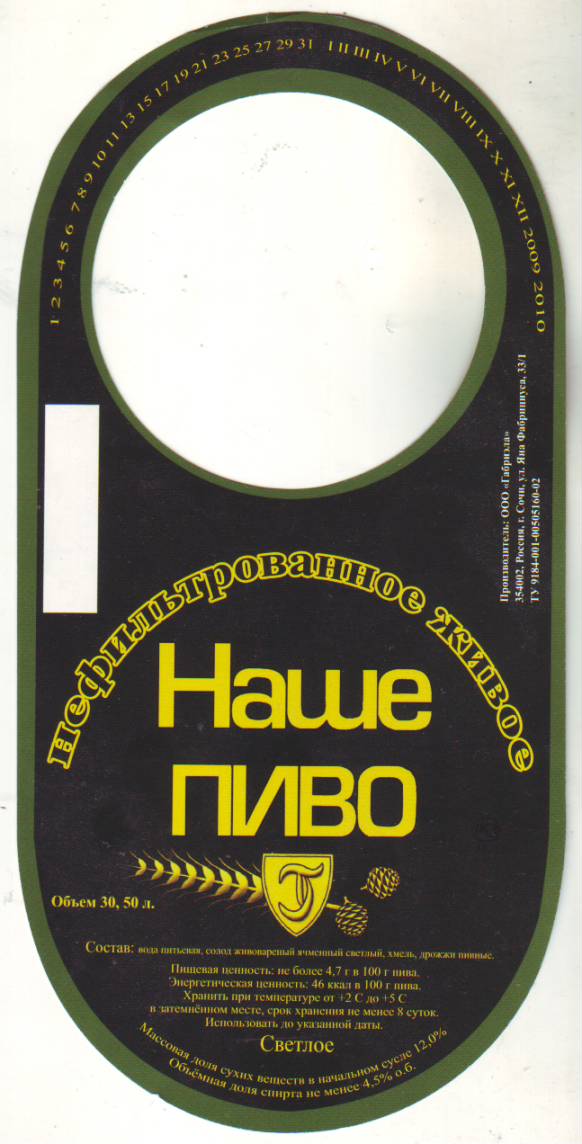 1 2 3 4 5 6 7 8 9 10 11 13 15 17 19 21 23 25 27 29 31 I II III IV V VI VII VIII IX X XI XII 2009 2010
Производитель: ООО «Габриэла»
354002, Россия, г. Сочи, ул. Яна Фабрициуса, 33/1
ТУ 9184-001-00505160-02
нефильтрованное живое
Наше
пиво
Г
Объем 30, 50 л.
Состав: вода питьевая, солод живовареный ячменный светлый, хмель, дрожжи пивные.
Пищевая ценность: не более 4,7 г в 100 г пива.
Энергетическая ценность: 46 ккал в 100 г пива.
Хранить при температуре от +2 С до +5 С
в затемнённом месте, срок хранения не менее 8 суток.
Использовать до указанной даты.
Светлое
Массовая доля сухих веществ в начальном сусле 12,0%
Объёмная доля спирта не менее 4,5% о.б.